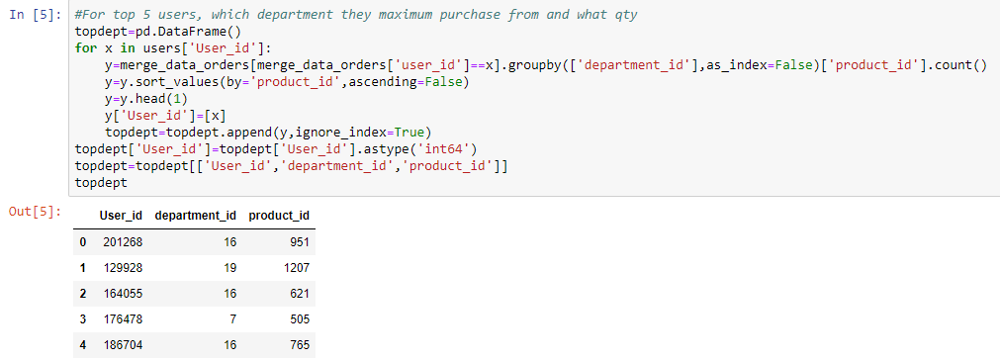 In [5]: #For top 5 users, which department they maximum purchase from and what qty
topdept=pd.DataFrame()
for x in users['User_id']:
    y=merge_data_orders[merge_data_orders['user_id']==x].groupby(['department_id'],as_index=False)['product_id'].count()
    y=y.sort_values(by='product_id',ascending=False)
    y=y.head(1)
    y['User_id']=[x]
    topdept=topdept.append(y,ignore_index=True)
topdept['User_id']=topdept['User_id'].astype('int64')
topdept=topdept[['User_id','department_id','product_id']]
topdept
Out[5]:
User_id department_id product_id
0 201268 16 951
1 129928 19 1207
2 164055 16 621
3 176478 7 505
4 186704 16 765